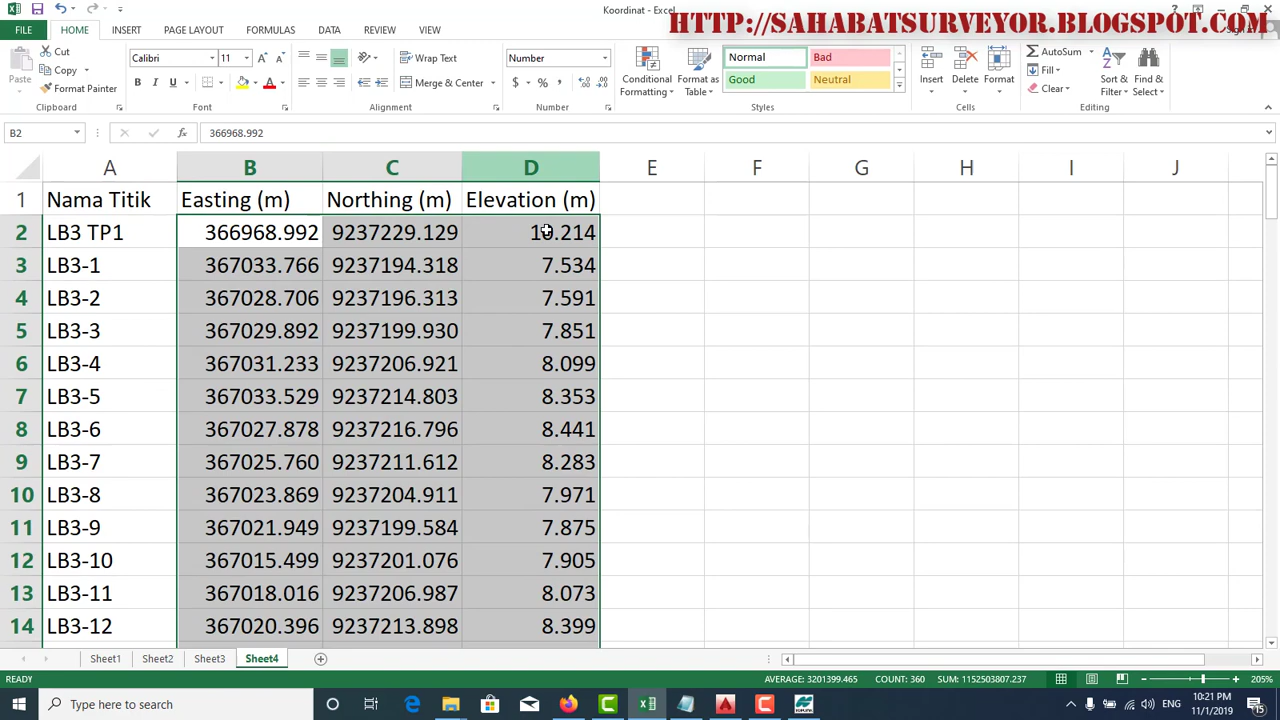 Koordinat - Excel
HTTP://SAHABATSURVEYOR.BLOGSPOT.COM
FILE HOME INSERT PAGE LAYOUT FORMULAS DATA REVIEW VIEW
Paste
Cut
Copy
Format Painter
Clipboard
Calibri 11
B I U
Font
Wrap Text
Merge & Center
Alignment
Number
$ % ,
Number
Conditional Formatting
Format as Table
Normal Bad
Good Neutral
Styles
Insert Delete Format
Cells
AutoSum
Fill
Clear
Sort & Filter
Find & Select
Editing
B2 fx 366968.992
A B C D E F G H I J
1 Nama Titik Easting (m) Northing (m) Elevation (m)
2 LB3 TP1 366968.992 9237229.129 10.214
3 LB3-1 367033.766 9237194.318 7.534
4 LB3-2 367028.706 9237196.313 7.591
5 LB3-3 367029.892 9237199.930 7.851
6 LB3-4 367031.233 9237206.921 8.099
7 LB3-5 367033.529 9237214.803 8.353
8 LB3-6 367027.878 9237216.796 8.441
9 LB3-7 367025.760 9237211.612 8.283
10 LB3-8 367023.869 9237204.911 7.971
11 LB3-9 367021.949 9237199.584 7.875
12 LB3-10 367015.499 9237201.076 7.905
13 LB3-11 367018.016 9237206.987 8.073
14 LB3-12 367020.396 9237213.898 8.399
Sheet1 Sheet2 Sheet3 Sheet4
READY AVERAGE: 3201399.465 COUNT: 360 SUM: 1152503807.237 205%
Type here to search
10:21 PM
11/1/2019
15